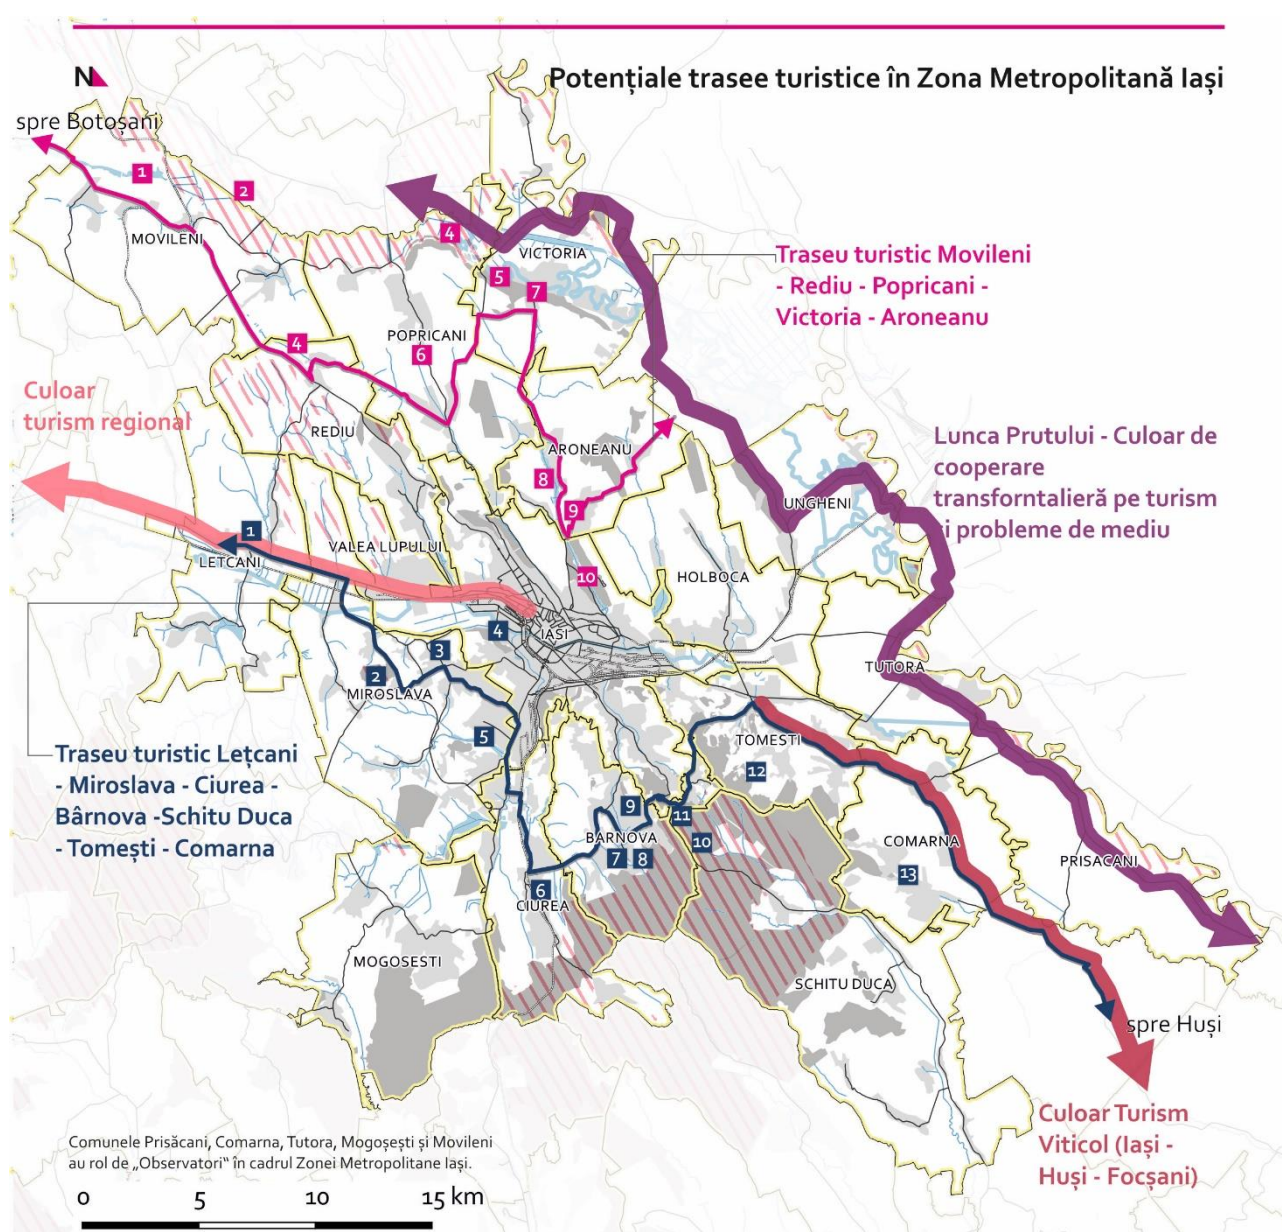 Potențiale trasee turistice în Zona Metropolitană Iași
N
spre Botoșani
1
2
MOVILENI
4
VICTORIA
5
7
Traseu turistic Movileni
- Rediu - Popricani -
Victoria - Aroneanu
4
POPRICANI
6
Culoar
turism regional
REDIU
ARONEANU
8
9
10
Lunca Prutului - Culoar de
cooperare
transforntalieră pe turism
i probleme de mediu
UNGHENI
1
LETCANI
VALEA LUPULUI
HOLBOCA
4
IASI
3
2
MIROSLAVA
5
TUTORA
Traseu turistic Lețcani
- Miroslava - Ciurea -
Bârnova -Schitu Duca
- Tomești - Comarna
TOMESTI
12
9
11
BARNOVA
10
7
8
6
CIUREA
COMARNA
13
PRISACANI
MOGOSESTI
SCHITU DUCA
spre Huși
Culoar Turism
Viticol (Iași -
Huși - Focșani)
Comunele Prisăcani, Comarna, Tutora, Mogoșești și Movileni
au rol de „Observatori“ în cadrul Zonei Metropolitane Iași.
0 5 10 15 km